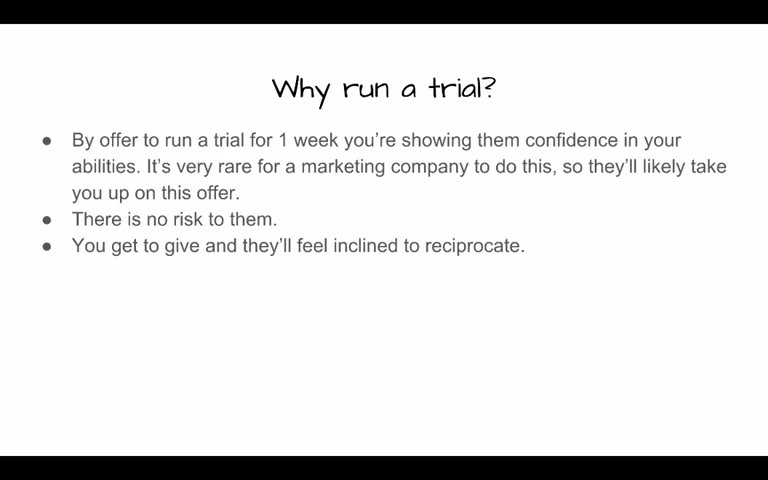 Why run a trial?
● By offer to run a trial for 1 week you're showing them confidence in your
abilities. It's very rare for a marketing company to do this, so they'll likely take
you up on this offer.
● There is no risk to them.
● You get to give and they'll feel inclined to reciprocate.